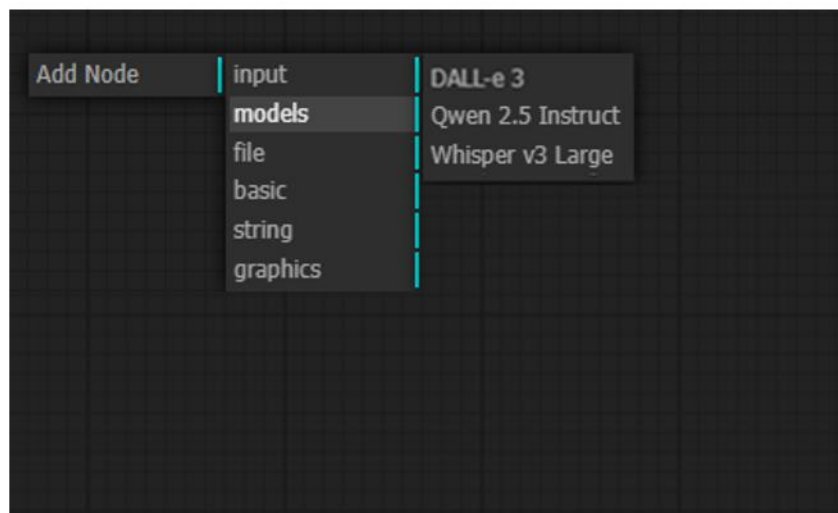 Add Node
input
models
file
basic
string
graphics
DALL-e 3
Qwen 2.5 Instruct
Whisper v3 Large